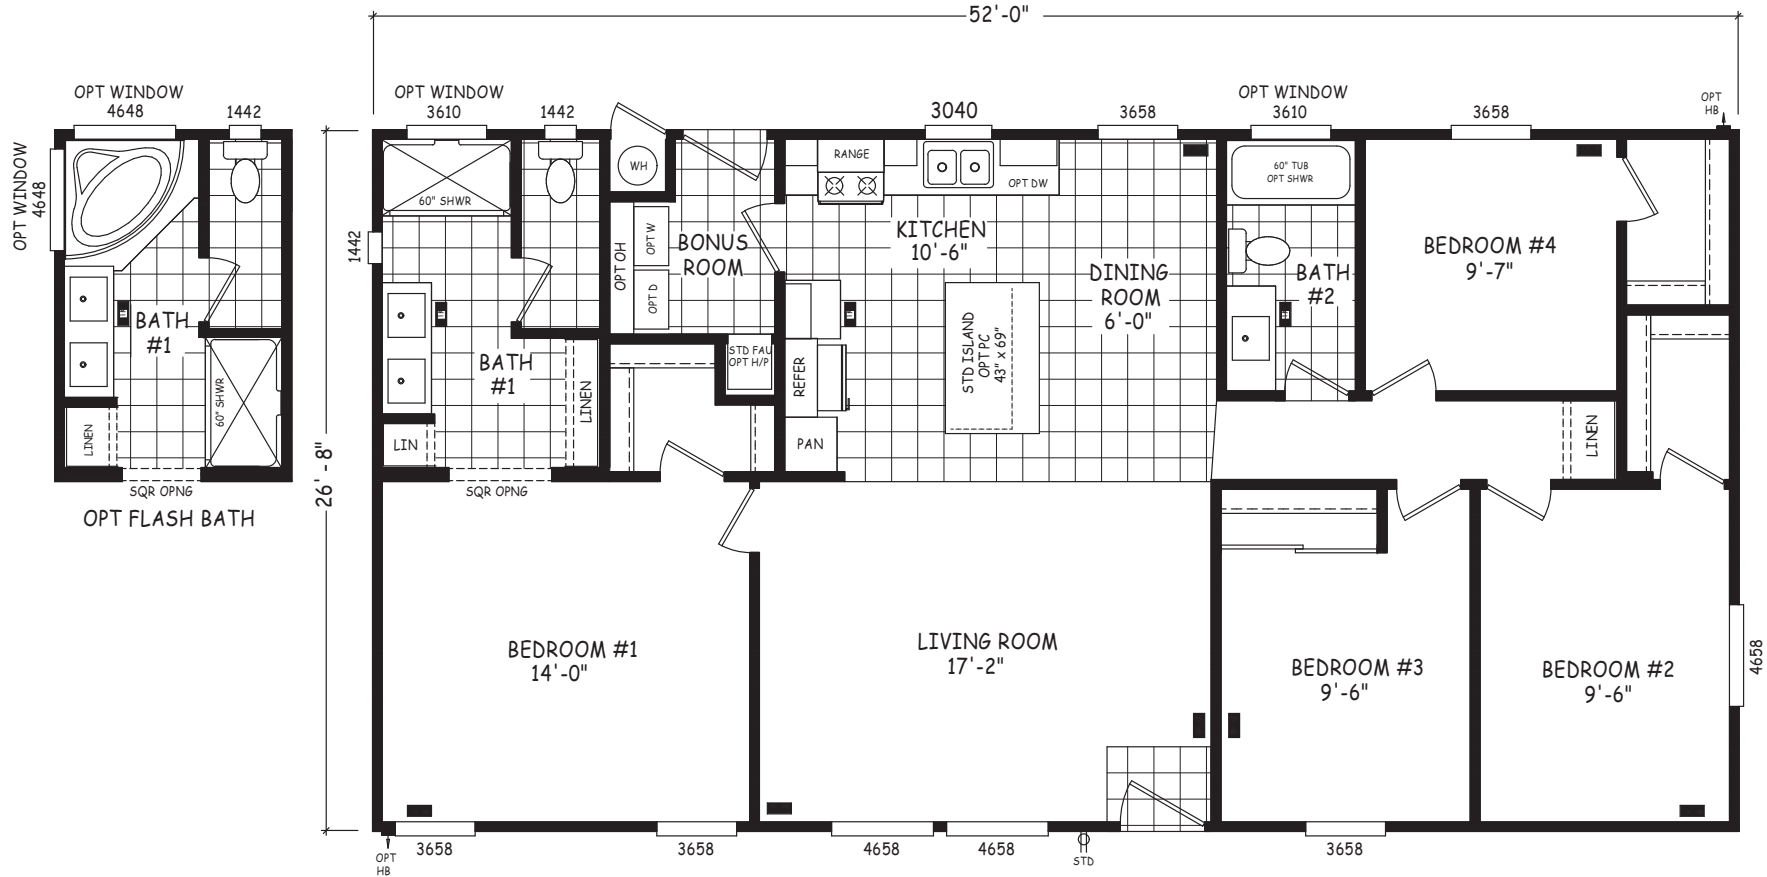 52'-0"
OPT WINDOW
4648
1442
OPT WINDOW
3610
1442
3040
3658
OPT WINDOW
3610
3658
OPT
HB
OPT WINDOW
4648
60" SHWR
WH
RANGE
OPT DW
60" TUB
OPT SHWR
1442
OPT OH
OPT W
OPT D
BONUS
ROOM
KITCHEN
10'-6"
DINING
ROOM
6'-0"
BATH
#2
BEDROOM #4
9'-7"
BATH
#1
60" SHWR
LINEN
BATH
#1
LINEN
LIN
STD FAU
OPT H/P
REFER
PAN
STD ISLAND
OPT PC
43" x 69"
LINEN
SQR OPNG
OPT FLASH BATH
SQR OPNG
26'-8"
BEDROOM #1
14'-0"
LIVING ROOM
17'-2"
BEDROOM #3
9'-6"
BEDROOM #2
9'-6"
4658
OPT
HB
3658
3658
4658
4658
STD
3658